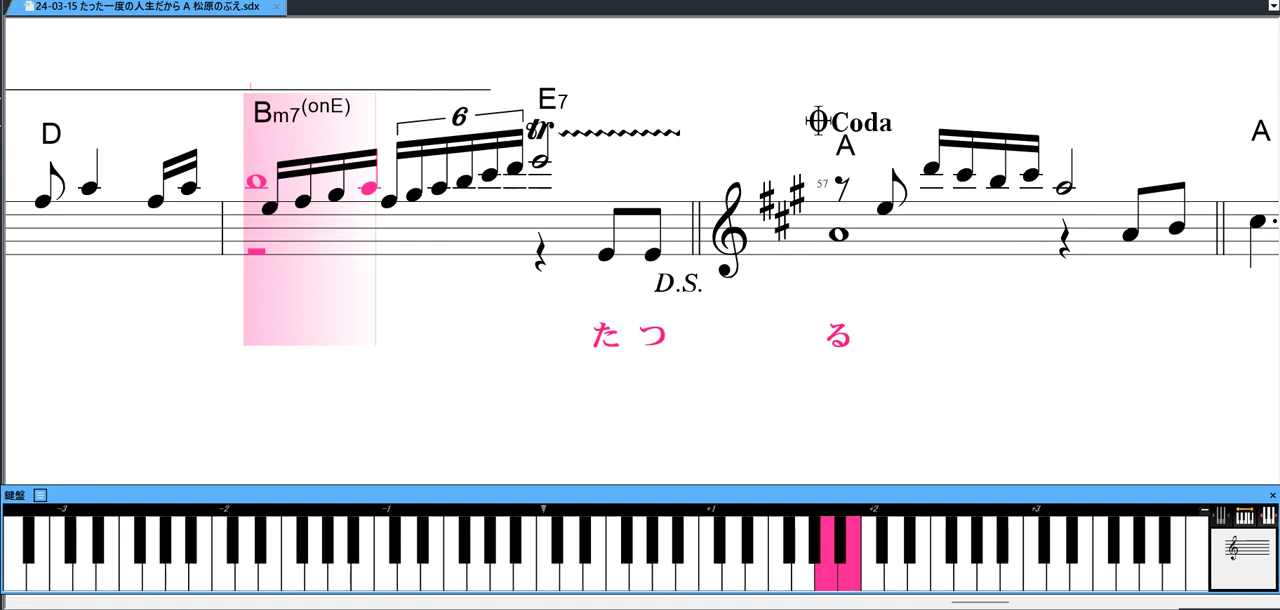 24-03-15 たった一度の人生だから A 松原のぶえ.sdx ×
D Bm7(onE) 6 E7 tr Coda A A
57
D.S.
た つ る
鍵盤 ×
-3 -2 -1 +1 +2 +3